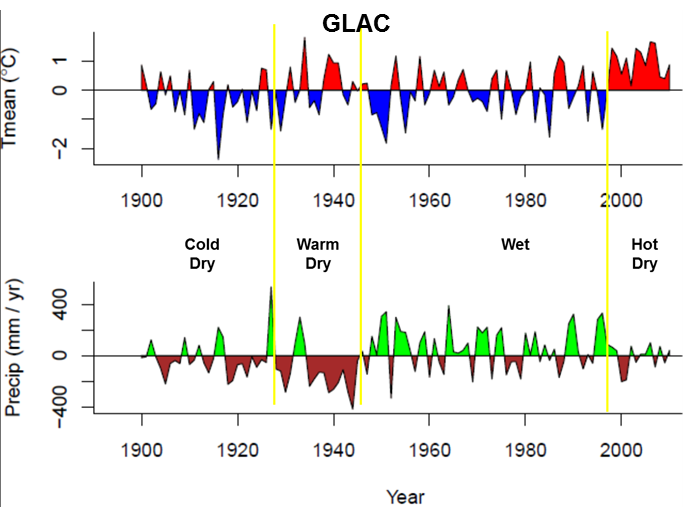 GLAC
Tmean (°C)
1
0
−2
1900 1920 1940 1960 1980 2000
Cold Dry
Warm Dry
Wet
Hot Dry
Precip (mm / yr)
400
0
−400
1900 1920 1940 1960 1980 2000
Year